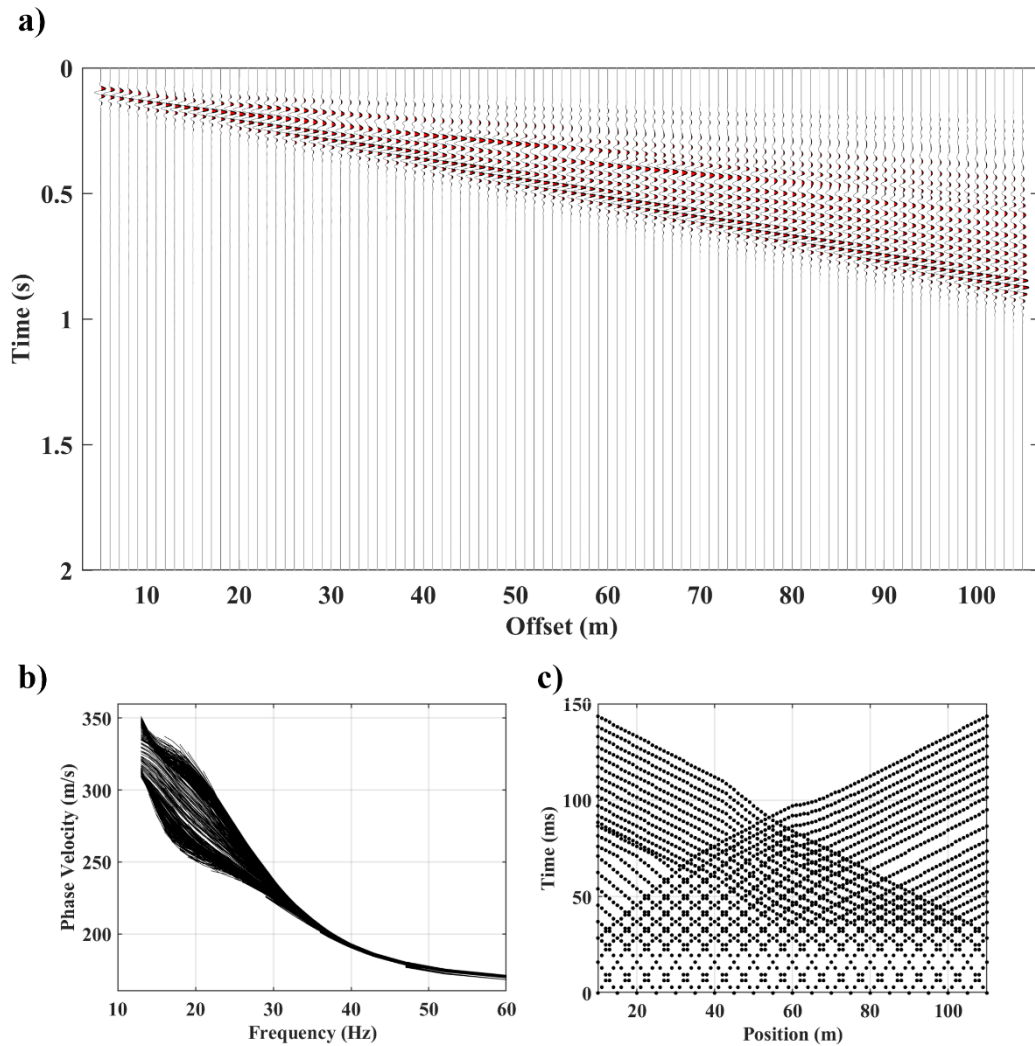 a)
0
0.5
1
1.5
2
Time (s)
10 20 30 40 50 60 70 80 90 100
Offset (m)
b)
350
300
250
200
Phase Velocity (m/s)
10 20 30 40 50 60
Frequency (Hz)
c)
150
100
50
0
Time (ms)
20 40 60 80 100
Position (m)